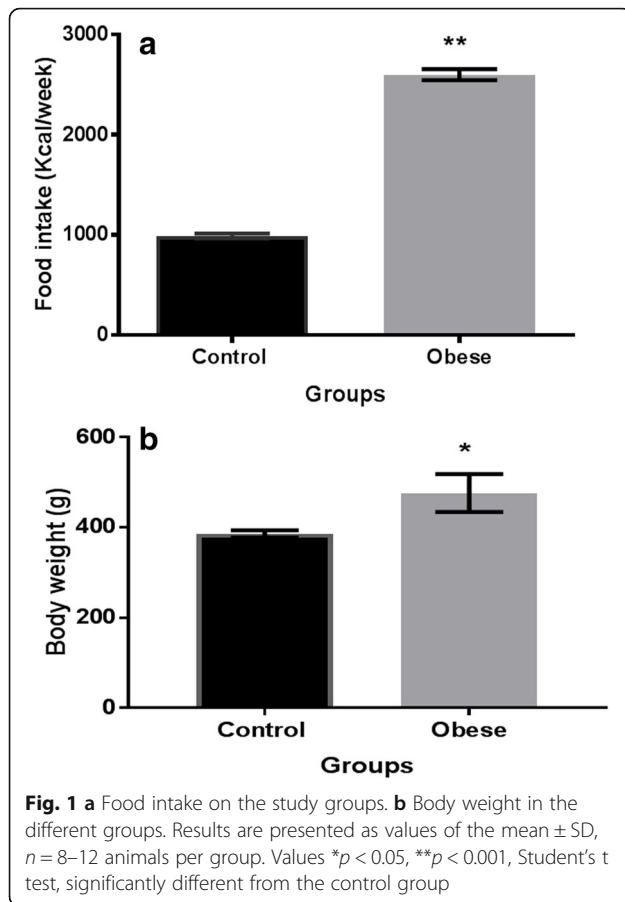 a
3000
**
2000
1000
0
Food intake (Kcal/week)
Control Obese
Groups
b
600
*
400
200
0
Body weight (g)
Control Obese
Groups
Fig. 1 a Food intake on the study groups. b Body weight in the
different groups. Results are presented as values of the mean ± SD,
n = 8–12 animals per group. Values *p < 0.05, **p < 0.001, Student's t
test, significantly different from the control group